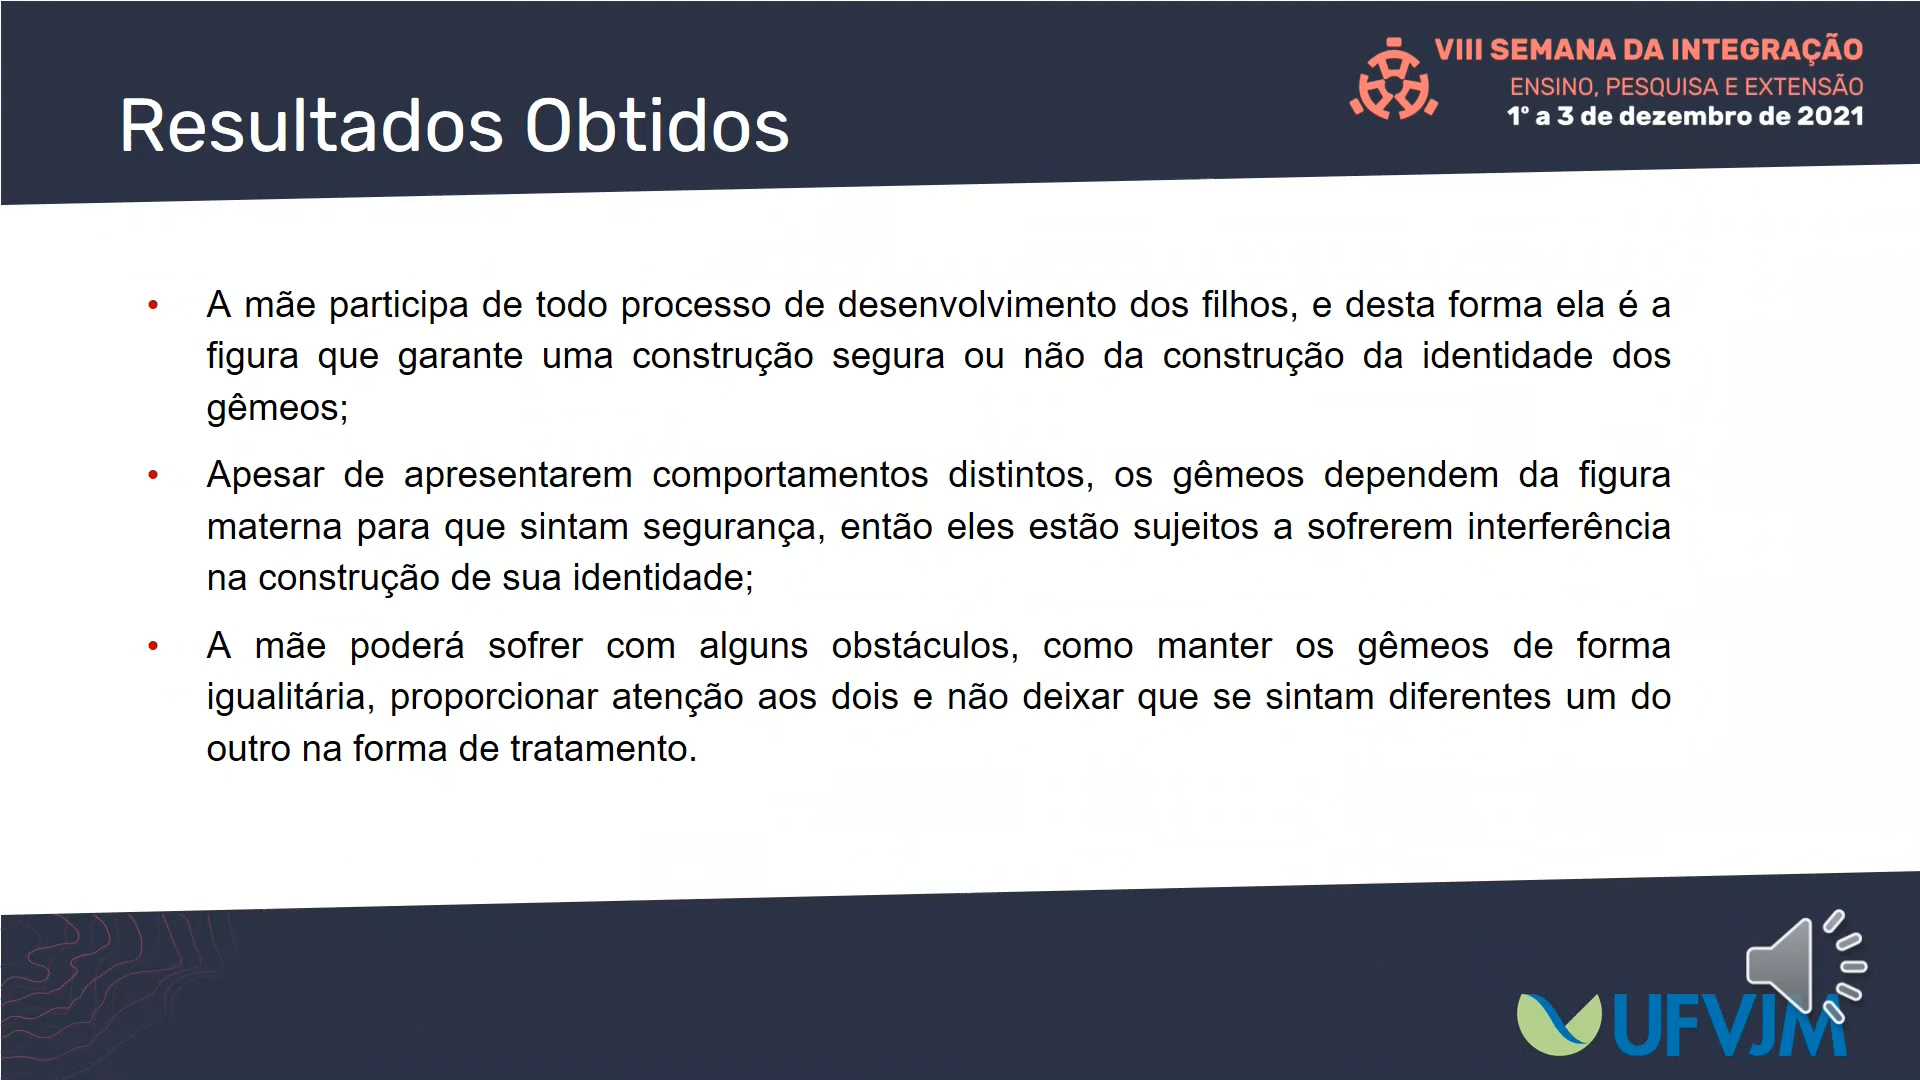 VIII SEMANA DA INTEGRAÇÃO
ENSINO, PESQUISA E EXTENSÃO
1º a 3 de dezembro de 2021
Resultados Obtidos
• A mãe participa de todo processo de desenvolvimento dos filhos, e desta forma ela é a
figura que garante uma construção segura ou não da construção da identidade dos
gêmeos;
• Apesar de apresentarem comportamentos distintos, os gêmeos dependem da figura
materna para que sintam segurança, então eles estão sujeitos a sofrerem interferência
na construção de sua identidade;
• A mãe poderá sofrer com alguns obstáculos, como manter os gêmeos de forma
igualitária, proporcionar atenção aos dois e não deixar que se sintam diferentes um do
outro na forma de tratamento.
UFVJM